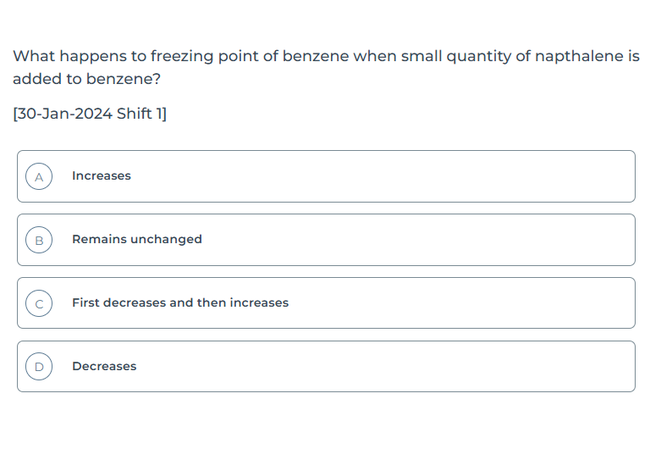 What happens to freezing point of benzene when small quantity of napthalene is
added to benzene?
[30-Jan-2024 Shift 1]
A Increases
B Remains unchanged
C First decreases and then increases
D Decreases